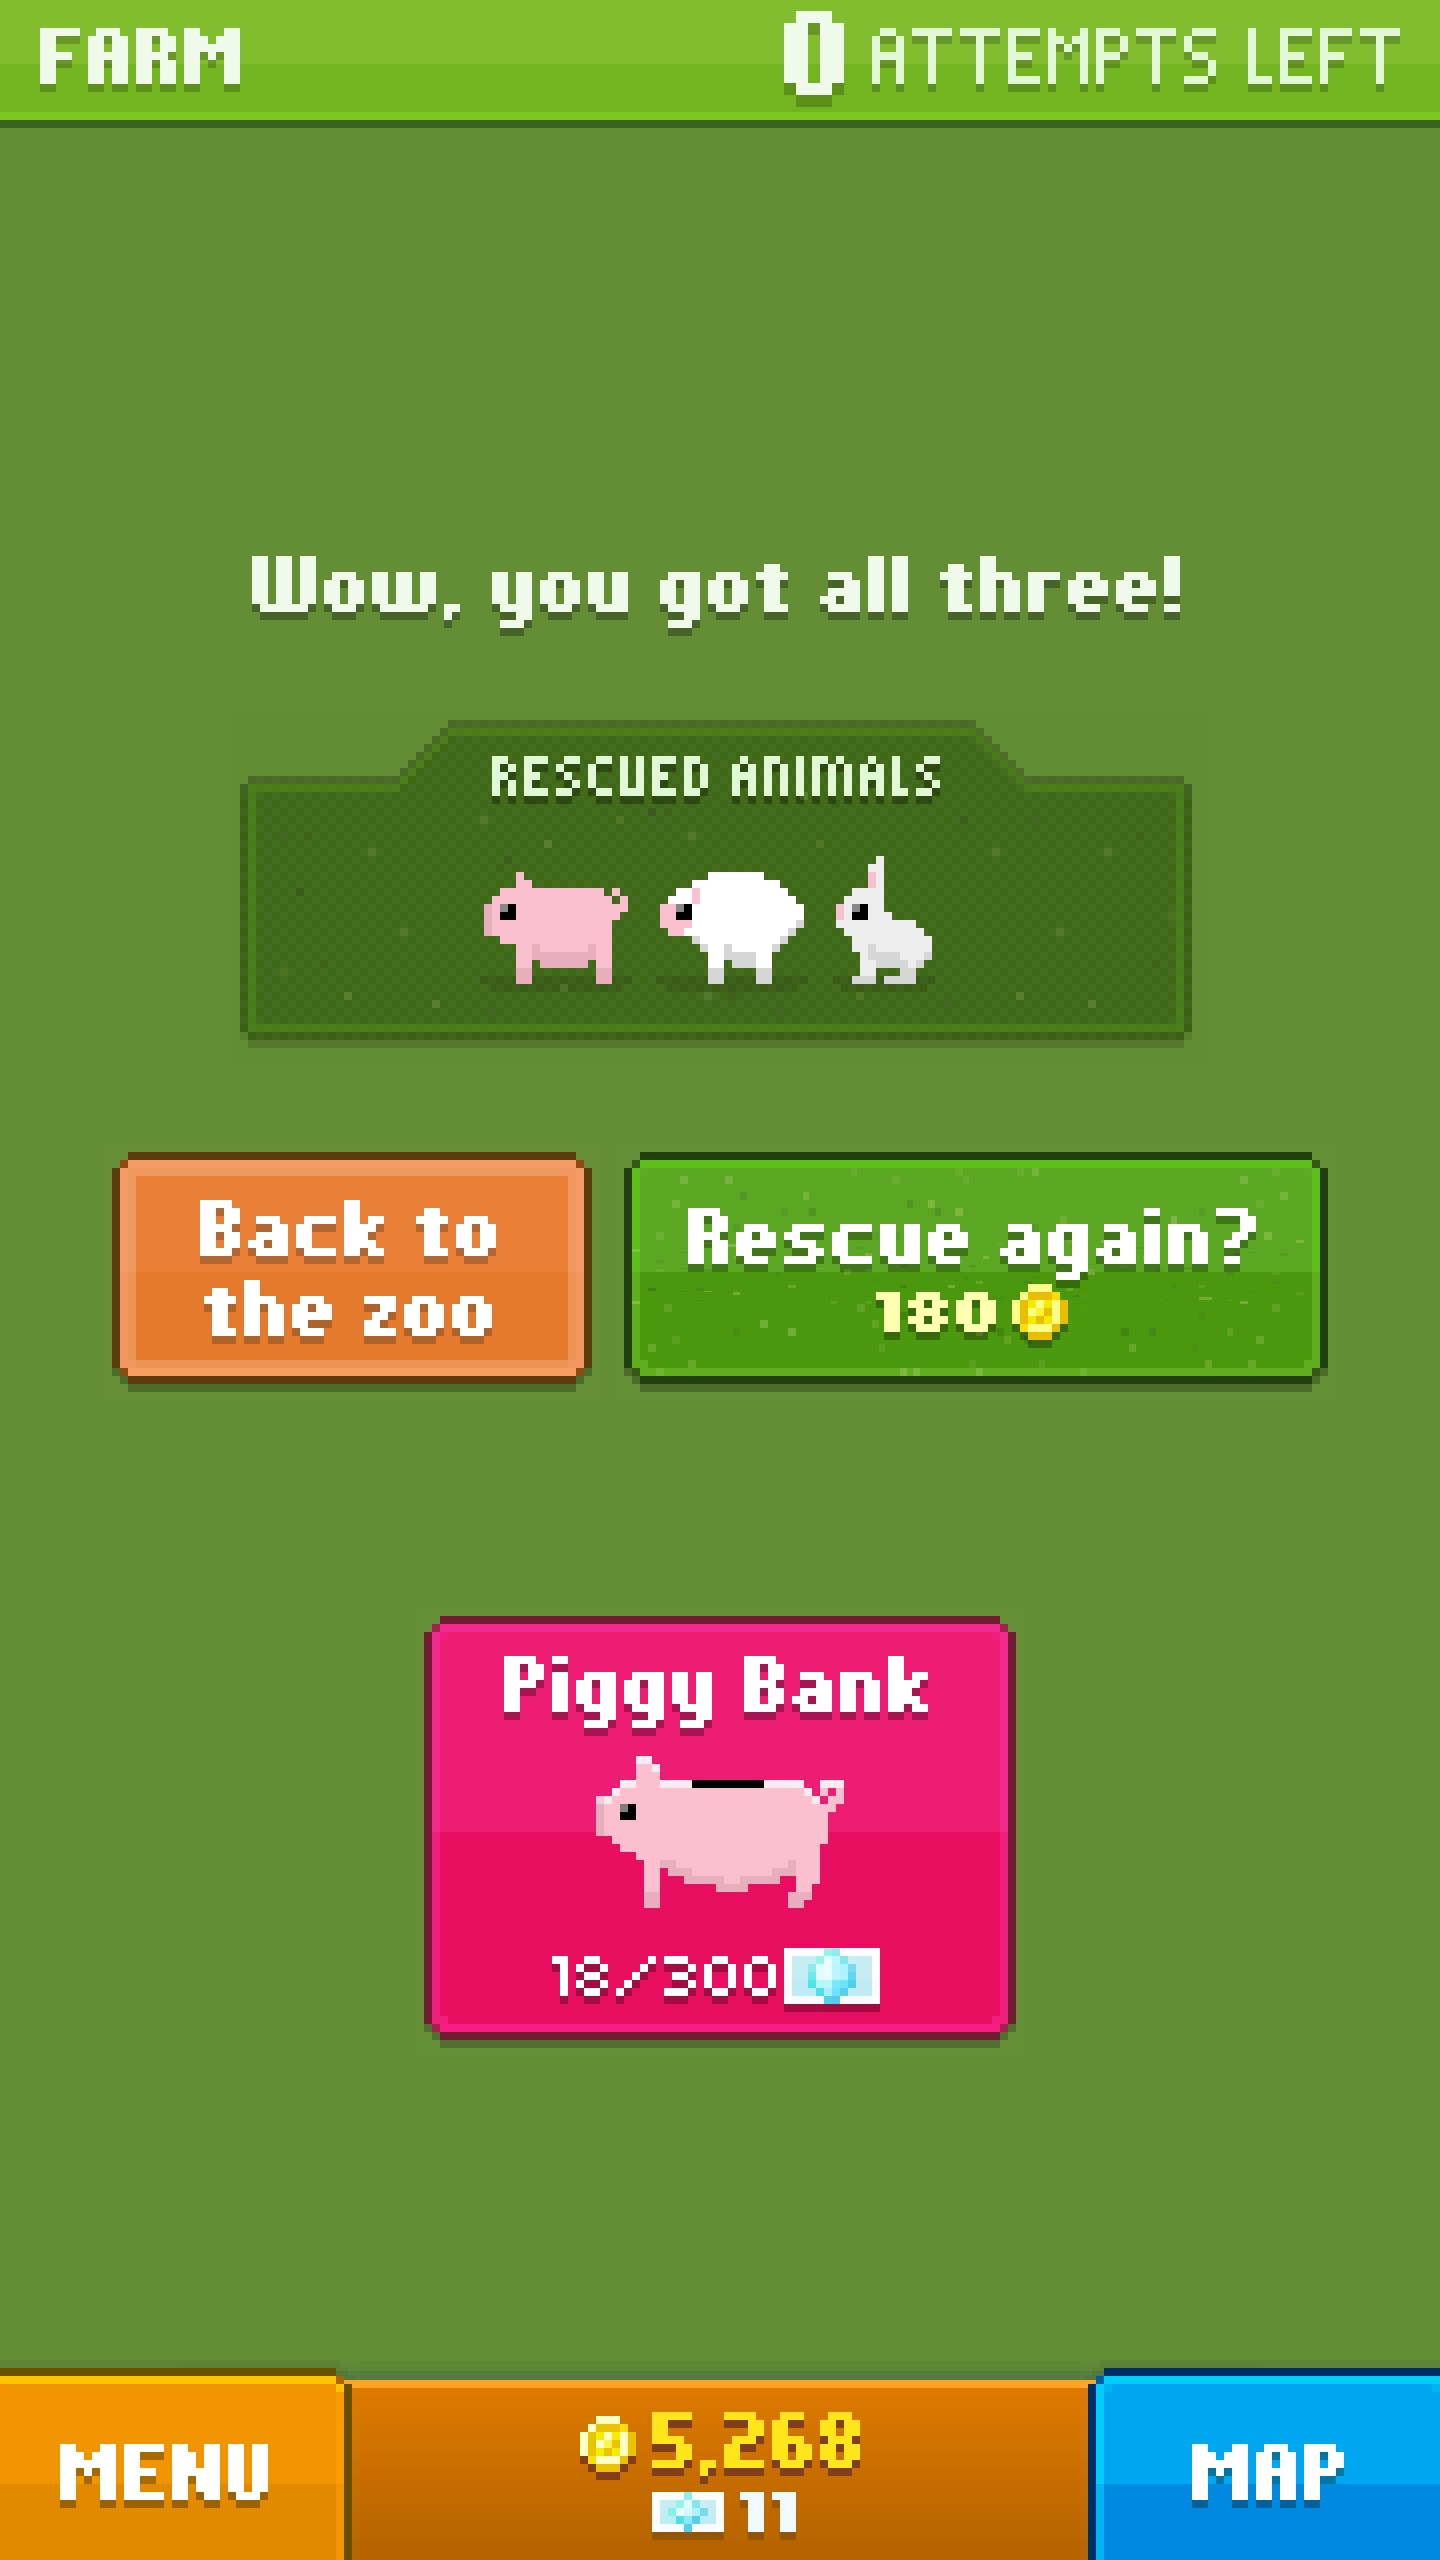 FARM
0 ATTEMPTS LEFT
Wow, you got all three!
RESCUED ANIMALS
Back to
the zoo
Rescue again?
180
Piggy Bank
18/300
5,268
11
MENU
MAP